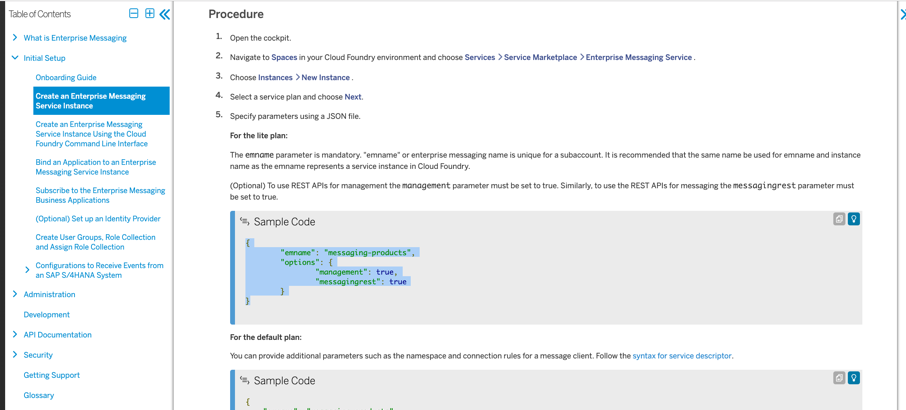 Table of Contents
What is Enterprise Messaging
Initial Setup
Onboarding Guide
Create an Enterprise Messaging
Service Instance
Create an Enterprise Messaging
Service Instance Using the Cloud
Foundry Command Line Interface
Bind an Application to an Enterprise
Messaging Service Instance
Subscribe to the Enterprise Messaging
Business Applications
(Optional) Set up an Identity Provider
Create User Groups, Role Collection
and Assign Role Collection
Configurations to Receive Events from
an SAP S/4HANA System
Administration
Development
API Documentation
Security
Getting Support
Glossary
Procedure
1. Open the cockpit.
2. Navigate to Spaces in your Cloud Foundry environment and choose Services > Service Marketplace > Enterprise Messaging Service .
3. Choose Instances > New Instance .
4. Select a service plan and choose Next.
5. Specify parameters using a JSON file.
For the lite plan:
The emname parameter is mandatory. "emname" or enterprise messaging name is unique for a subaccount. It is recommended that the same name be used for emname and instance
name as the emname represents a service instance in Cloud Foundry.
(Optional) To use REST APIs for management the management parameter must be set to true. Similarly, to use the REST APIs for messaging the messagingrest parameter must
be set to true.
Sample Code
{
"emname": "messaging-products",
"options": {
"management": true,
"messagingrest": true
}
}
For the default plan:
You can provide additional parameters such as the namespace and connection rules for a message client. Follow the syntax for service descriptor.
Sample Code
{